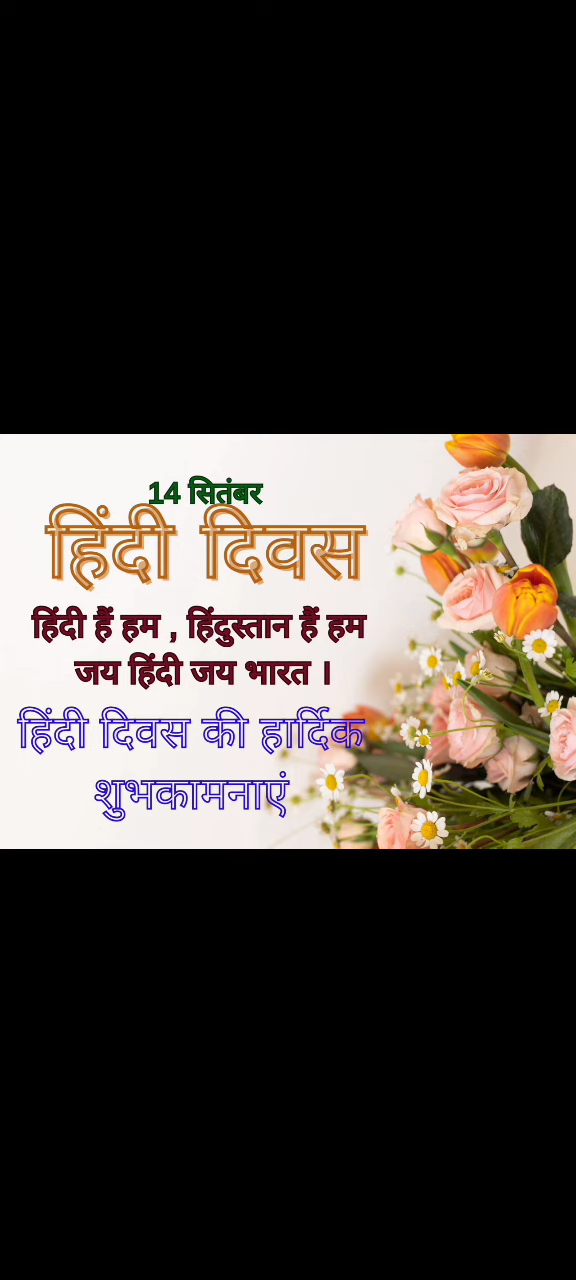 14 सितंबर
हिंदी दिवस
हिंदी हैं हम , हिंदुस्तान हैं हम
जय हिंदी जय भारत ।
हिंदी दिवस की हार्दिक
शुभकामनाएं